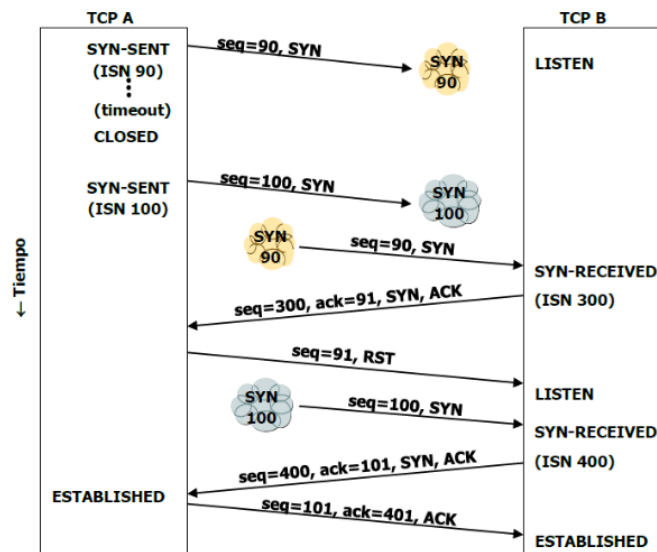 TCP A
TCP B
SYN-SENT
(ISN 90)
(timeout)
CLOSED
seq=90, SYN
SYN
90
LISTEN
SYN-SENT
(ISN 100)
seq=100, SYN
SYN
100
SYN
90
seq=90, SYN
SYN-RECEIVED
(ISN 300)
← Tiempo
seq=300, ack=91, SYN, ACK
seq=91, RST
LISTEN
SYN
100
seq=100, SYN
SYN-RECEIVED
(ISN 400)
seq=400, ack=101, SYN, ACK
ESTABLISHED
seq=101, ack=401, ACK
ESTABLISHED